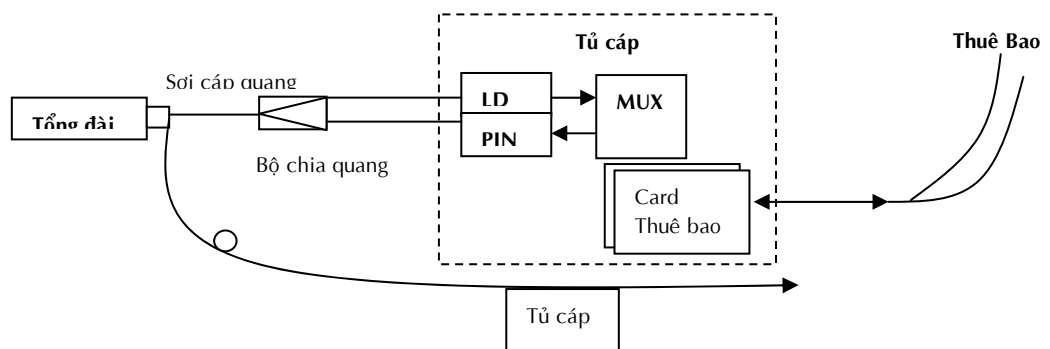 Tủ cáp
Thuê Bao
Sợi cáp quang
LD
MUX
Tổng đài
PIN
Bộ chia quang
Card
Thuê bao
Tủ cáp